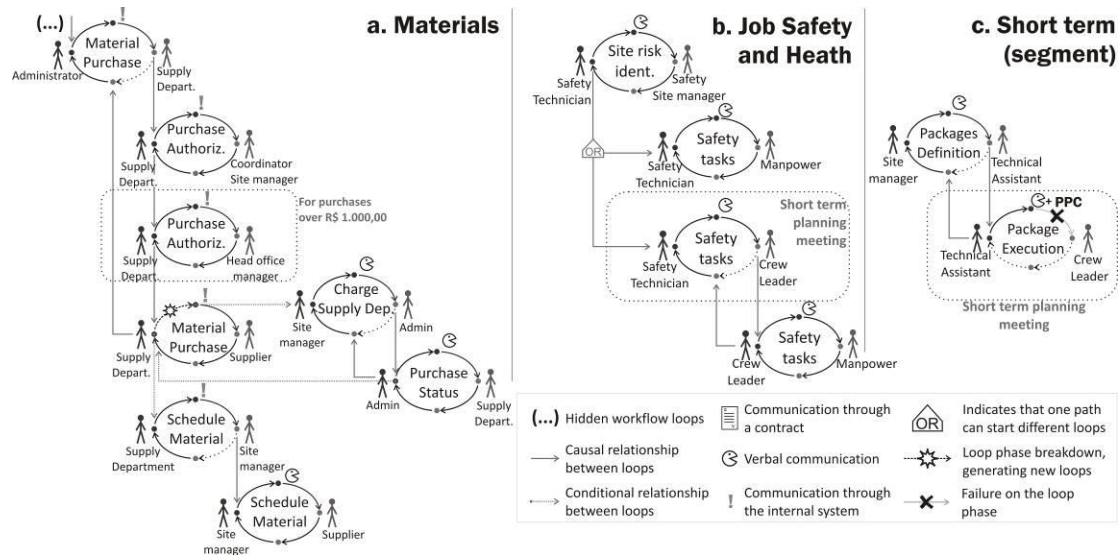 (...)
a. Materials
Material
Purchase
Administrator
Supply
Depart.
Purchase
Authoriz.
Supply
Depart.
Coordinator
Site manager
For purchases
over R$ 1.000,00
Purchase
Authoriz.
Supply
Depart.
Head office
manager
Material
Purchase
Supply
Depart.
Supplier
Charge
Supply Dep.
Site
manager
Admin
Purchase
Status
Admin
Supply
Depart.
Schedule
Material
Supply
Department
Site
manager
Schedule
Material
Site
manager
Supplier
b. Job Safety
and Heath
Site risk
ident.
Safety
Technician
Safety
Site manager
OR
Safety
tasks
Safety
Technician
Manpower
Short term
planning
meeting
Safety
tasks
Safety
Technician
Crew
Leader
Safety
tasks
Crew
Leader
Manpower
c. Short term
(segment)
Packages
Definition
Site
manager
Technical
Assistant
+ PPC
Package
Execution
Technical
Assistant
Crew
Leader
Short term planning
meeting
(...) Hidden workflow loops
Causal relationship
between loops
Conditional relationship
between loops
Communication through
a contract
Verbal communication
! Communication through
the internal system
OR
Indicates that one path
can start different loops
Loop phase breakdown,
generating new loops
Failure on the loop
phase